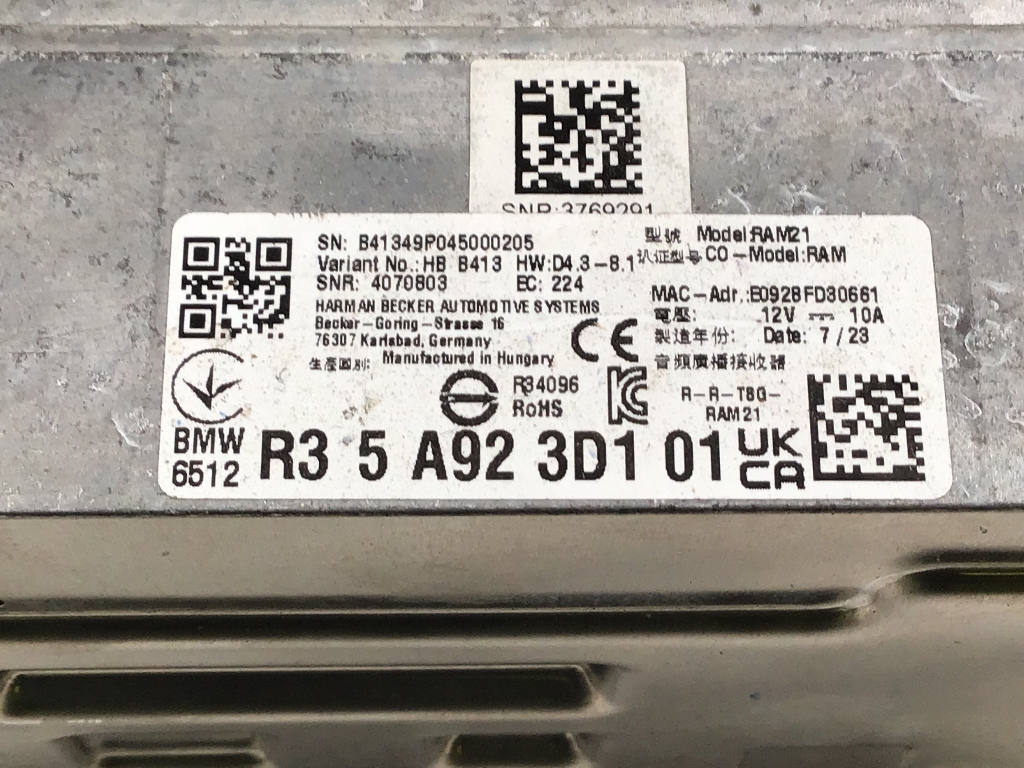 SNR:3769291
SN: B41349P045000205
Variant No.: HB B413 HW:D4.3-8.1
SNR: 4070803 EC: 224
HARMAN BECKER AUTOMOTIVE SYSTEMS
Becker-Goring-Strasse 16
76307 Karlsbad, Germany
生產國別: Manufactured in Hungary
型號 Model:RAM21
认证型号 CO-Model:RAM
MAC-Adr.:E0928FD30661
電壓: 12V ⎓ 10A
製造年份: Date: 7/23
音頻廣播接收器
CE
R34096
RoHS
KC
R-R-T8G-
RAM21
BMW
6512
R3 5 A92 3D1 01
UK
CA